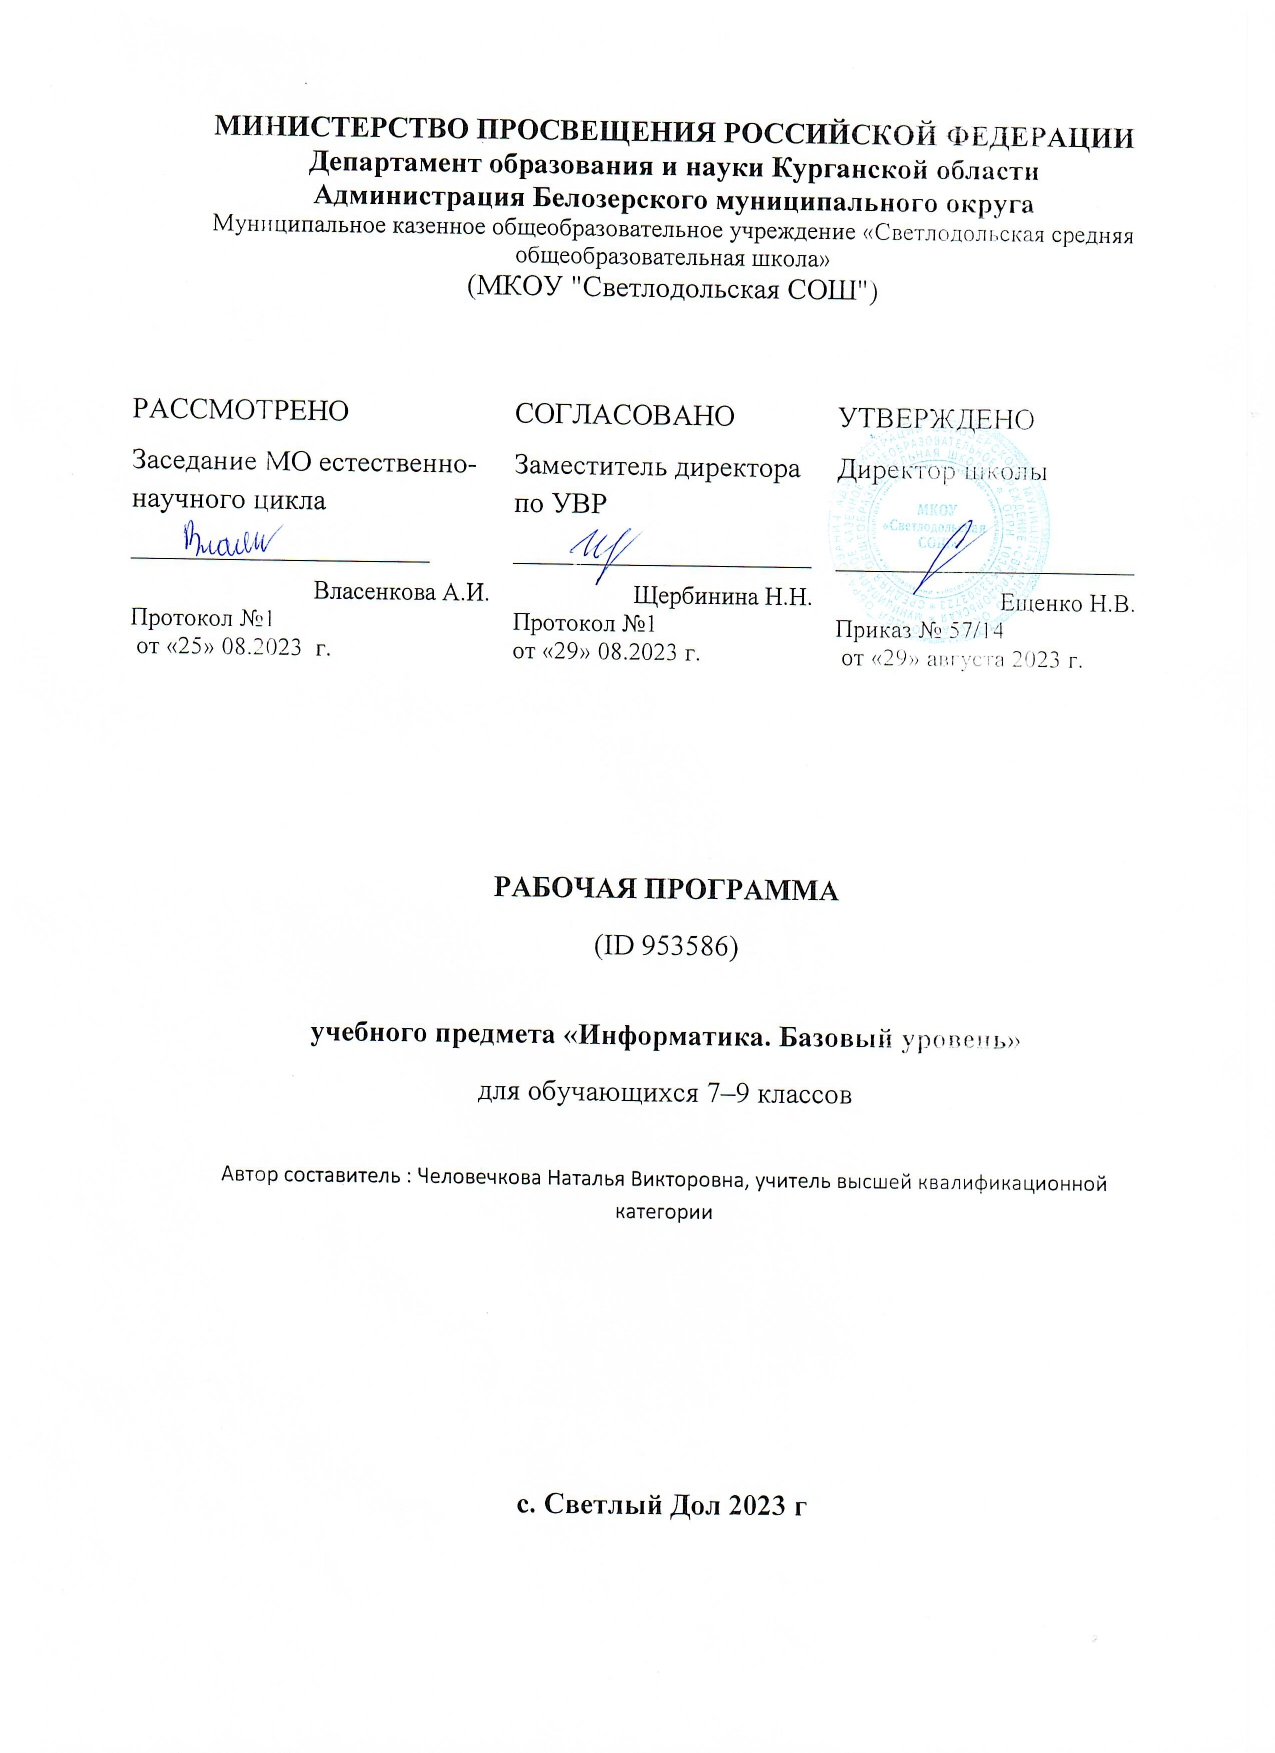 МИНИСТЕРСТВО ПРОСВЕЩЕНИЯ РОССИЙСКОЙ ФЕДЕРАЦИИ
Департамент образования и науки Курганской области
Администрация Белозерского муниципального округа
Муниципальное казенное общеобразовательное учреждение «Светлодольская средняя
общеобразовательная школа»
(МКОУ "Светлодольская СОШ")
РАССМОТРЕНО
Заседание МО естественно-
научного цикла
Власенкова А.И.
Протокол №1
от «25» 08.2023 г.
СОГЛАСОВАНО
Заместитель директора
по УВР
Щербинина Н.Н.
Протокол №1
от «29» 08.2023 г.
УТВЕРЖДЕНО
Директор школы
МКОУ
«Светлодольская
СОШ»
Ещенко Н.В.
Приказ № 57/14
от «29» августа 2023 г.
РАБОЧАЯ ПРОГРАММА
(ID 953586)
учебного предмета «Информатика. Базовый уровень»
для обучающихся 7–9 классов
Автор составитель : Человечкова Наталья Викторовна, учитель высшей квалификационной
категории
с. Светлый Дол 2023 г